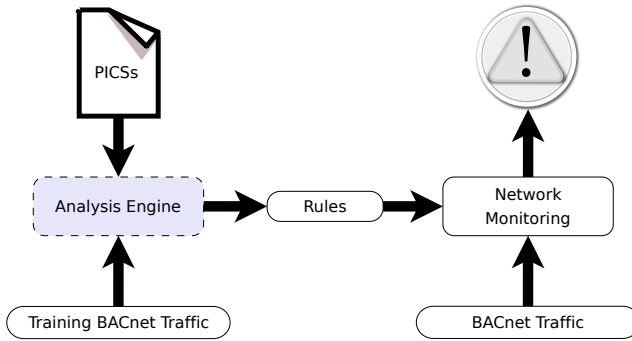 PICSs
Analysis Engine
Rules
Network
Monitoring
Training BACnet Traffic
BACnet Traffic